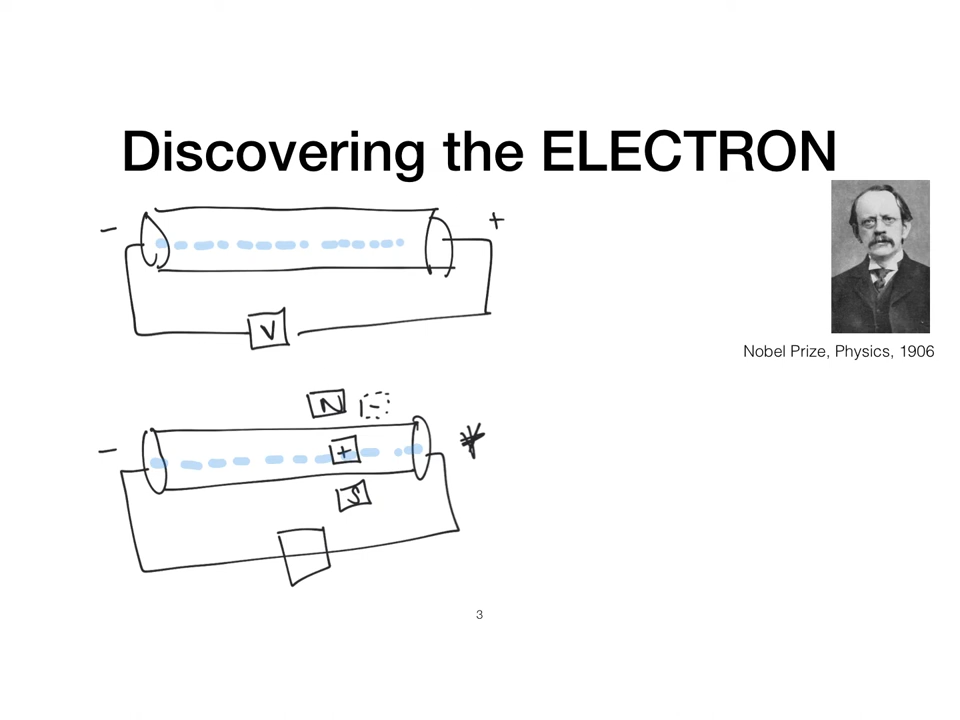 Discovering the ELECTRON
- +
V
Nobel Prize, Physics, 1906
N -
- +
S
3